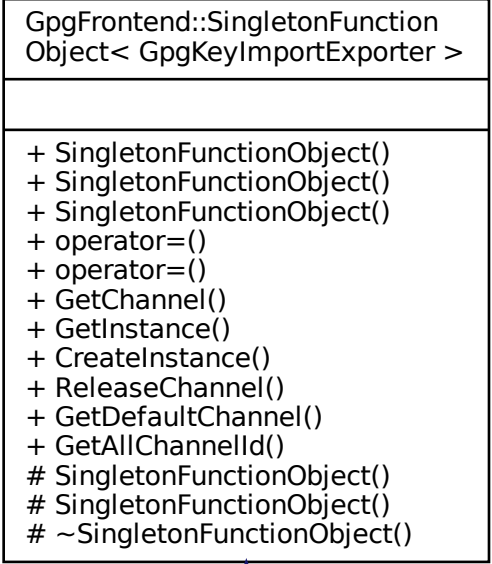 GpgFrontend::SingletonFunction
Object< GpgKeyImportExporter >
+ SingletonFunctionObject()
+ SingletonFunctionObject()
+ SingletonFunctionObject()
+ operator=()
+ operator=()
+ GetChannel()
+ GetInstance()
+ CreateInstance()
+ ReleaseChannel()
+ GetDefaultChannel()
+ GetAllChannelId()
# SingletonFunctionObject()
# SingletonFunctionObject()
# ~SingletonFunctionObject()